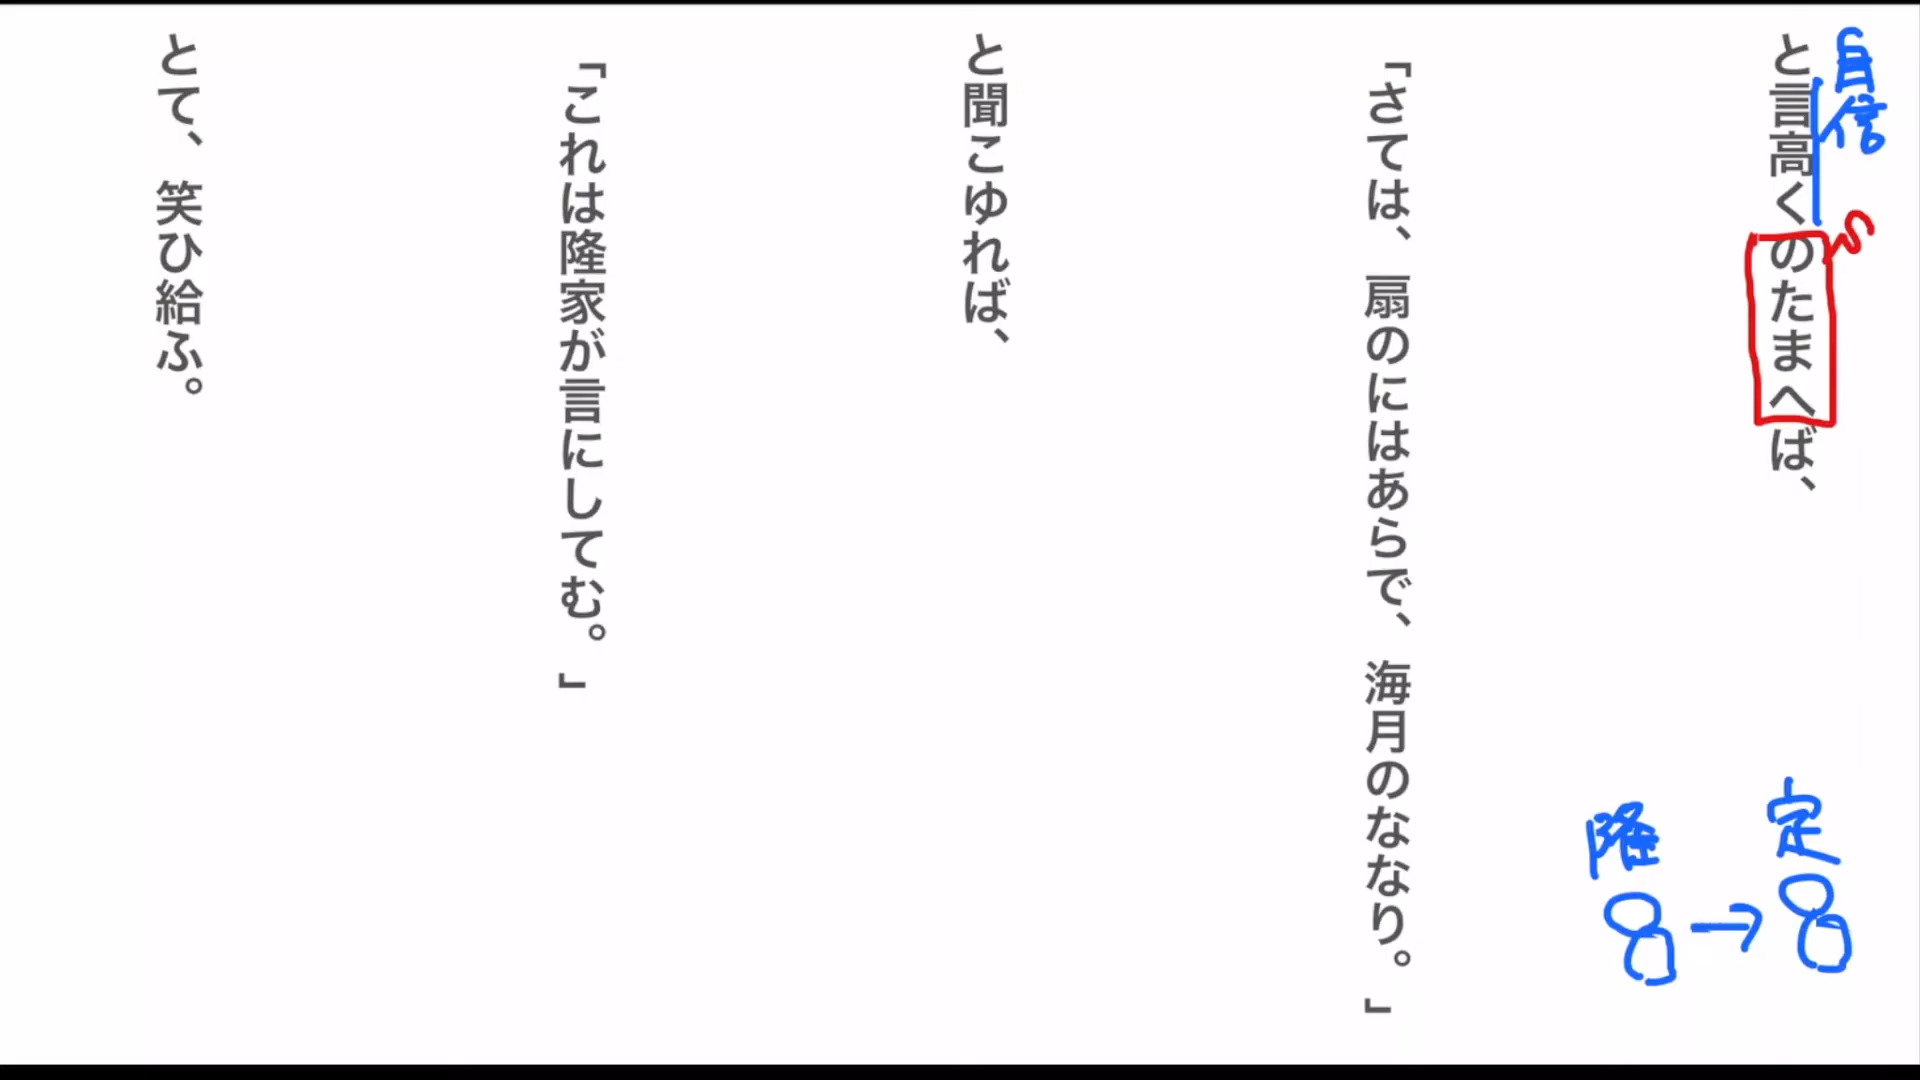 と言高くのたまへば、
自信
S
「さては、扇のにはあらで、海月のななり。」
と聞こゆれば、
「これは隆家が言にしてむ。」
とて、笑ひ給ふ。
定
隆